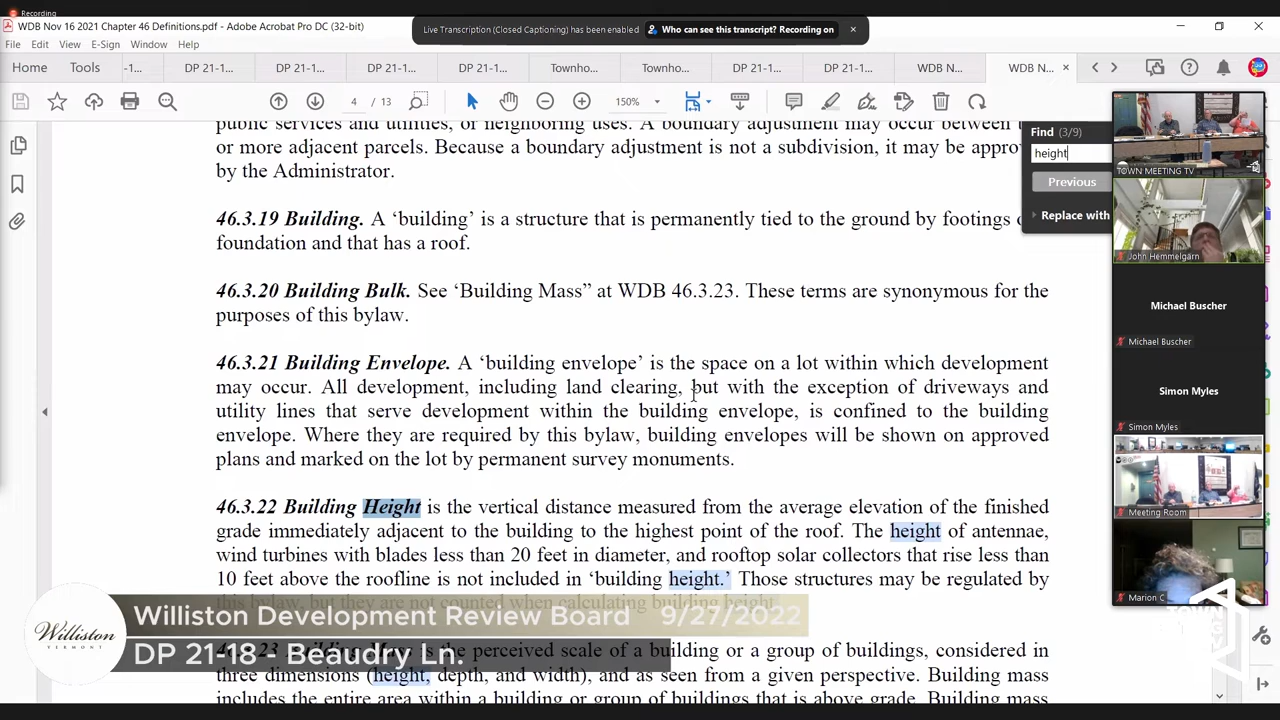 Recording
WDB Nov 16 2021 Chapter 46 Definitions.pdf - Adobe Acrobat Pro DC (32-bit)
Live Transcription (Closed Captioning) has been enabled
Who can see this transcript? Recording on
File Edit View E-Sign Window Help
Home Tools -1... DP 21-1... DP 21-1... DP 21-1... DP 21-1... Townho... Townho... DP 21-1... DP 21-1... WDB N... WDB N...
4 / 13 150%
Find (3/9)
height
Previous
Replace with
public services and utilities, or neighboring uses. A boundary adjustment may occur between
or more adjacent parcels. Because a boundary adjustment is not a subdivision, it may be appro
by the Administrator.
46.3.19 Building. A ‘building’ is a structure that is permanently tied to the ground by footings
foundation and that has a roof.
46.3.20 Building Bulk. See ‘Building Mass” at WDB 46.3.23. These terms are synonymous for the
purposes of this bylaw.
46.3.21 Building Envelope. A ‘building envelope’ is the space on a lot within which development
may occur. All development, including land clearing, but with the exception of driveways and
utility lines that serve development within the building envelope, is confined to the building
envelope. Where they are required by this bylaw, building envelopes will be shown on approved
plans and marked on the lot by permanent survey monuments.
46.3.22 Building Height is the vertical distance measured from the average elevation of the finished
grade immediately adjacent to the building to the highest point of the roof. The height of antennae,
wind turbines with blades less than 20 feet in diameter, and rooftop solar collectors that rise less than
10 feet above the roofline is not included in ‘building height.’ Those structures may be regulated by
this bylaw, but they are not counted when calculating building height
the perceived scale of a building or a group of buildings, considered in
three dimensions (height, depth, and width), and as seen from a given perspective. Building mass
includes the entire area within a building or group of buildings that is above grade. Building mass
TOWN MEETING TV
John Hemmelgarn
Michael Buscher
Michael Buscher
Simon Myles
Simon Myles
Meeting Room
Marion C
Williston
VERMONT
Williston Development Review Board 9/27/2022
DP 21-18 - Beaudry Ln.